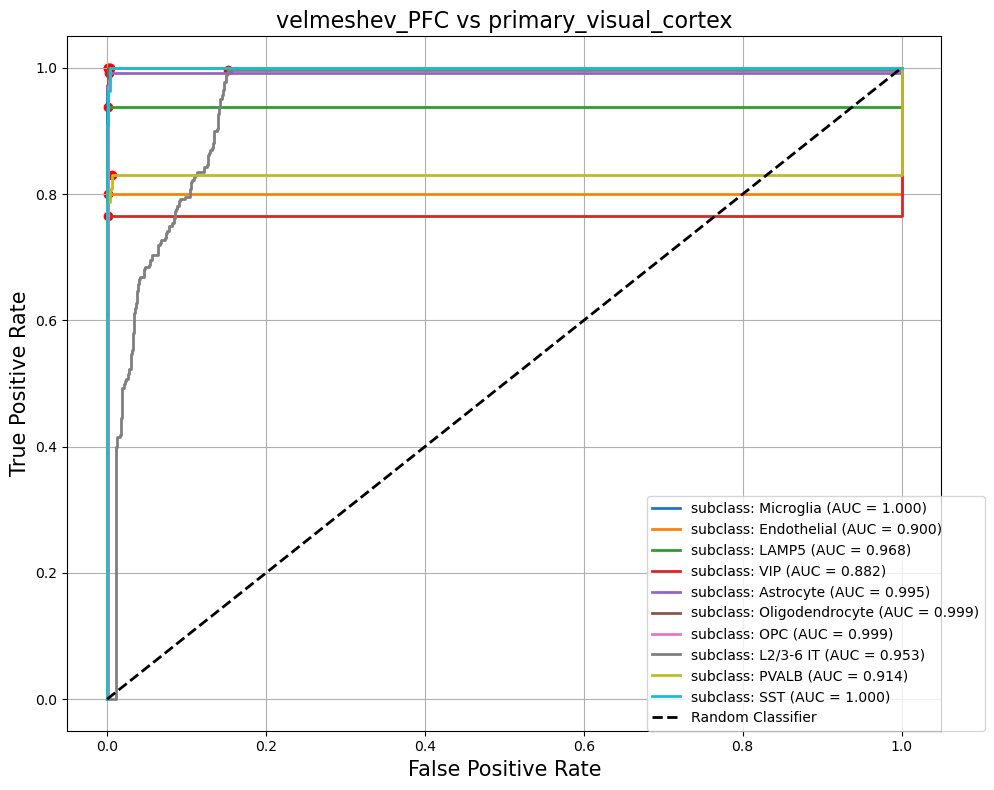 velmeshev_PFC vs primary_visual_cortex
True Positive Rate
1.0
0.8
0.6
0.4
0.2
0.0
subclass: Microglia (AUC = 1.000)
subclass: Endothelial (AUC = 0.900)
subclass: LAMP5 (AUC = 0.968)
subclass: VIP (AUC = 0.882)
subclass: Astrocyte (AUC = 0.995)
subclass: Oligodendrocyte (AUC = 0.999)
subclass: OPC (AUC = 0.999)
subclass: L2/3-6 IT (AUC = 0.953)
subclass: PVALB (AUC = 0.914)
subclass: SST (AUC = 1.000)
Random Classifier
0.0 0.2 0.4 0.6 0.8 1.0
False Positive Rate